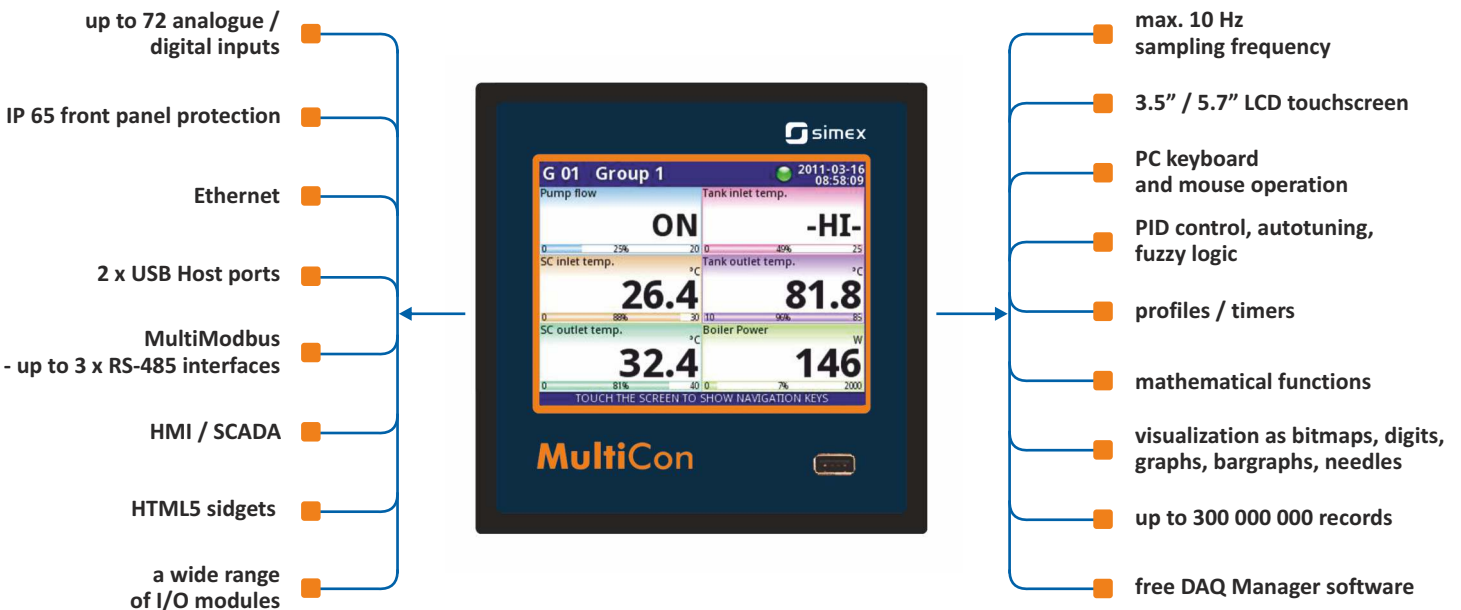 up to 72 analogue /
digital inputs
IP 65 front panel protection
Ethernet
2 x USB Host ports
MultiModbus
- up to 3 x RS-485 interfaces
HMI / SCADA
HTML5 sidgets
a wide range
of I/O modules
simex
G 01 Group 1
2011-03-16
08:58:09
Pump flow
ON
0 25% 20
Tank inlet temp.
-HI-
0 49% 25
SC inlet temp.
°C
26.4
0 88% 30
Tank outlet temp.
°C
81.8
10 96% 85
SC outlet temp.
°C
32.4
0 81% 40
Boiler Power
W
146
0 7% 2000
TOUCH THE SCREEN TO SHOW NAVIGATION KEYS
MultiCon
max. 10 Hz
sampling frequency
3.5” / 5.7” LCD touchscreen
PC keyboard
and mouse operation
PID control, autotuning,
fuzzy logic
profiles / timers
mathematical functions
visualization as bitmaps, digits,
graphs, bargraphs, needles
up to 300 000 000 records
free DAQ Manager software